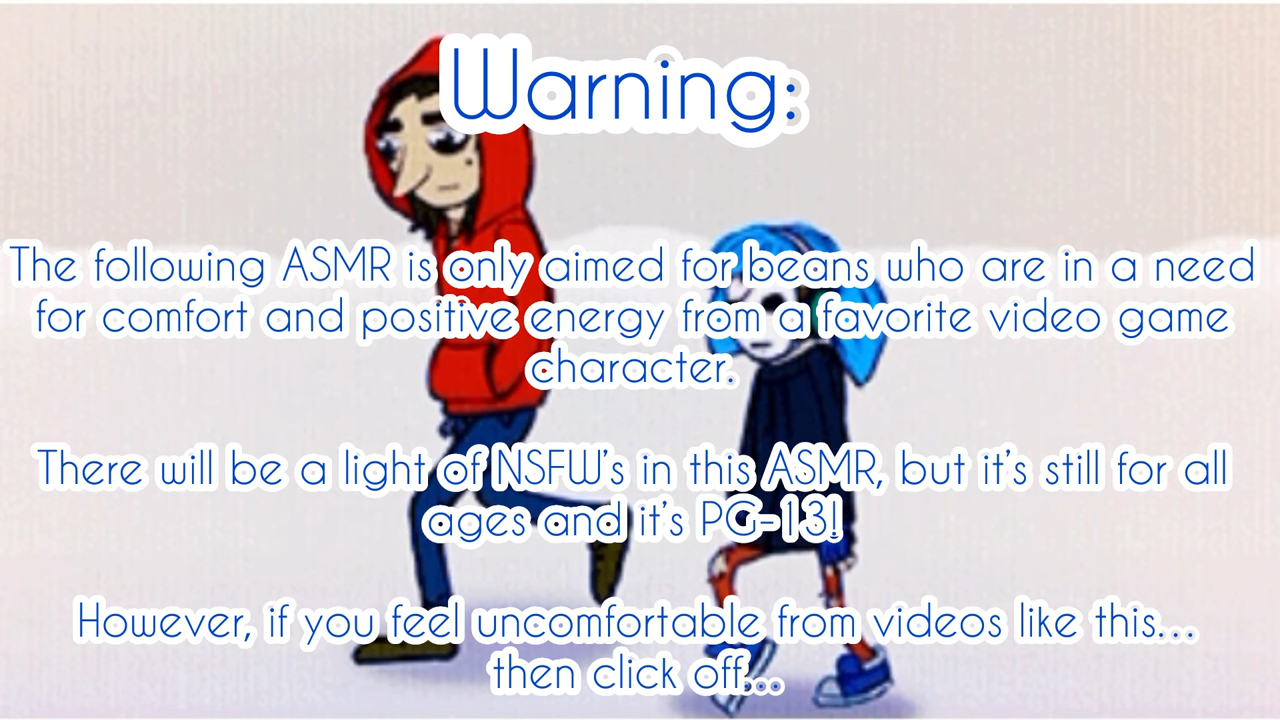 Warning:
The following ASMR is only aimed for beans who are in a need
for comfort and positive energy from a favorite video game
character.
There will be a light of NSFW's in this ASMR, but it's still for all
ages and it's PG-13!
However, if you feel uncomfortable from videos like this...
then click off...